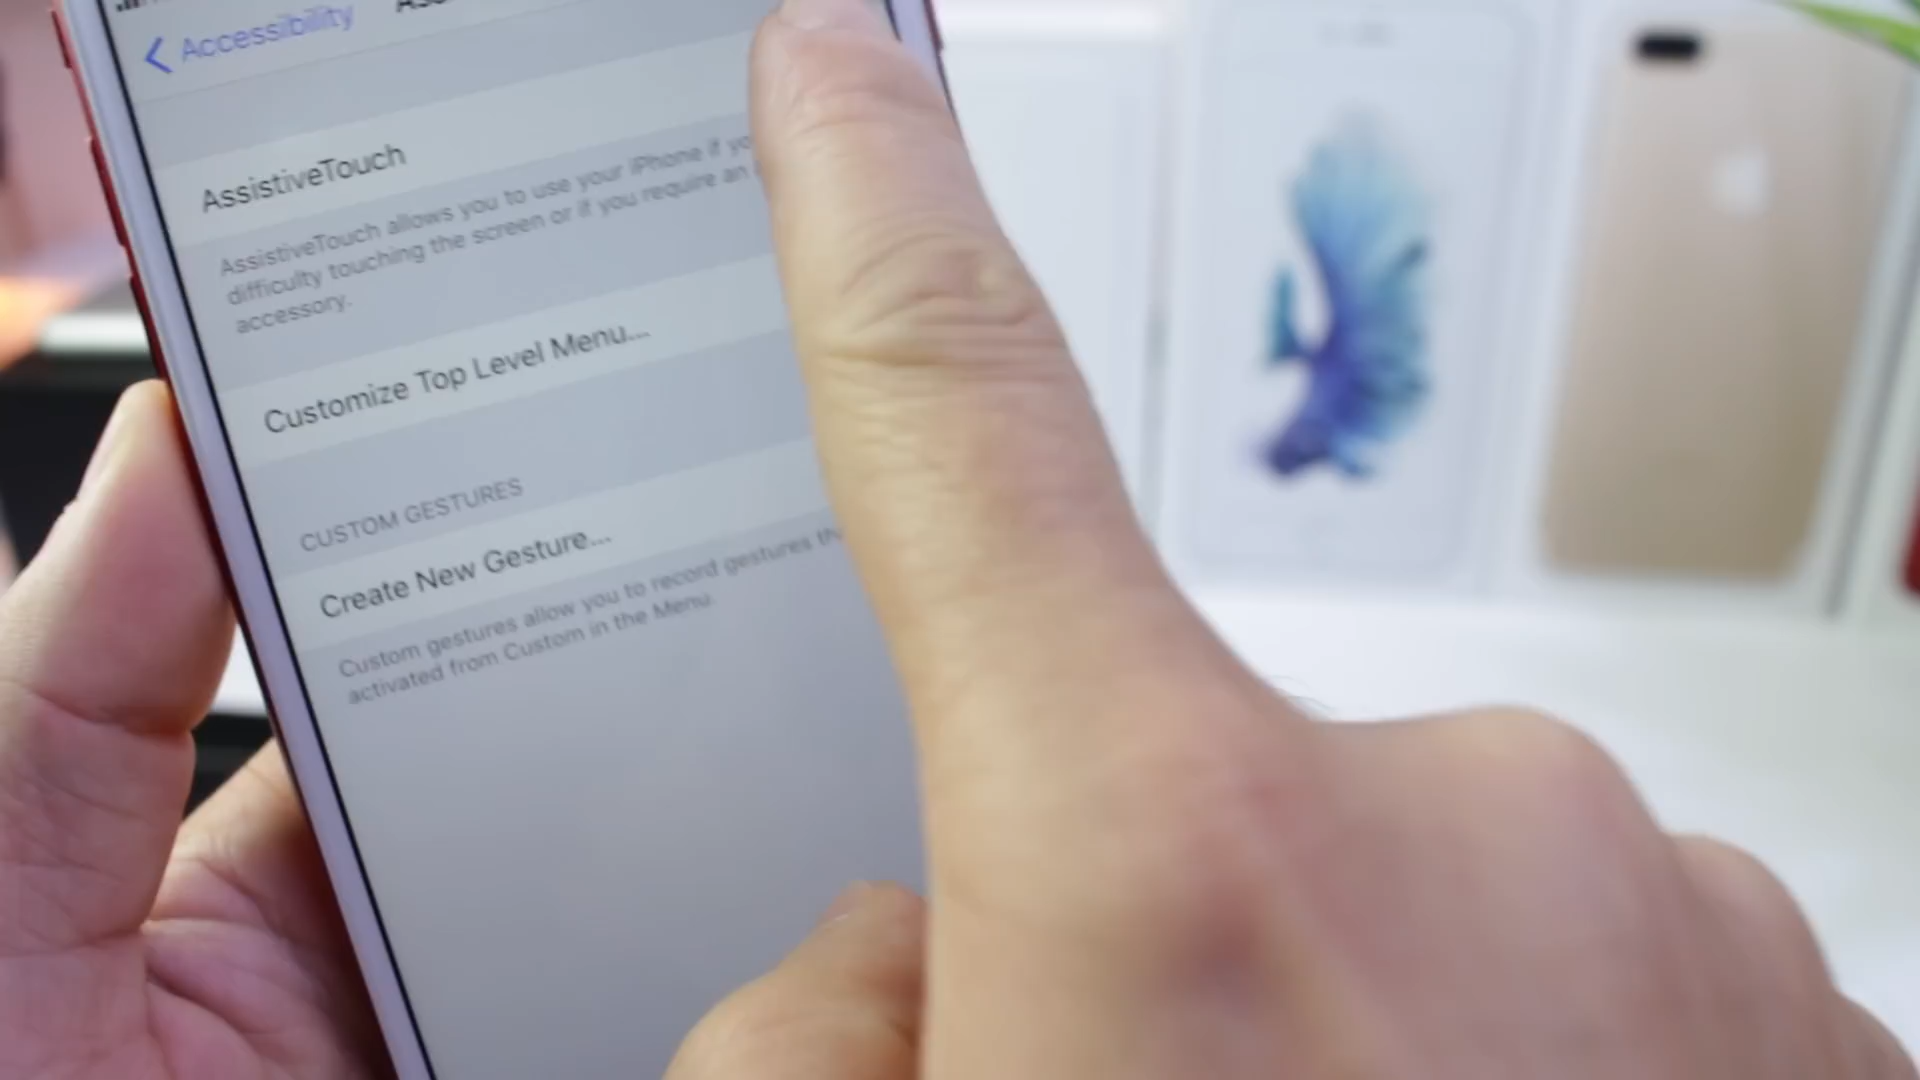 Accessibility
AssistiveTouch
AssistiveTouch allows you to use your iPhone if
difficulty touching the screen or if you require an
accessory.
Customize Top Level Menu...
CUSTOM GESTURES
Create New Gesture...
Custom gestures allow you to record gestures
activated from Custom in the Menu.